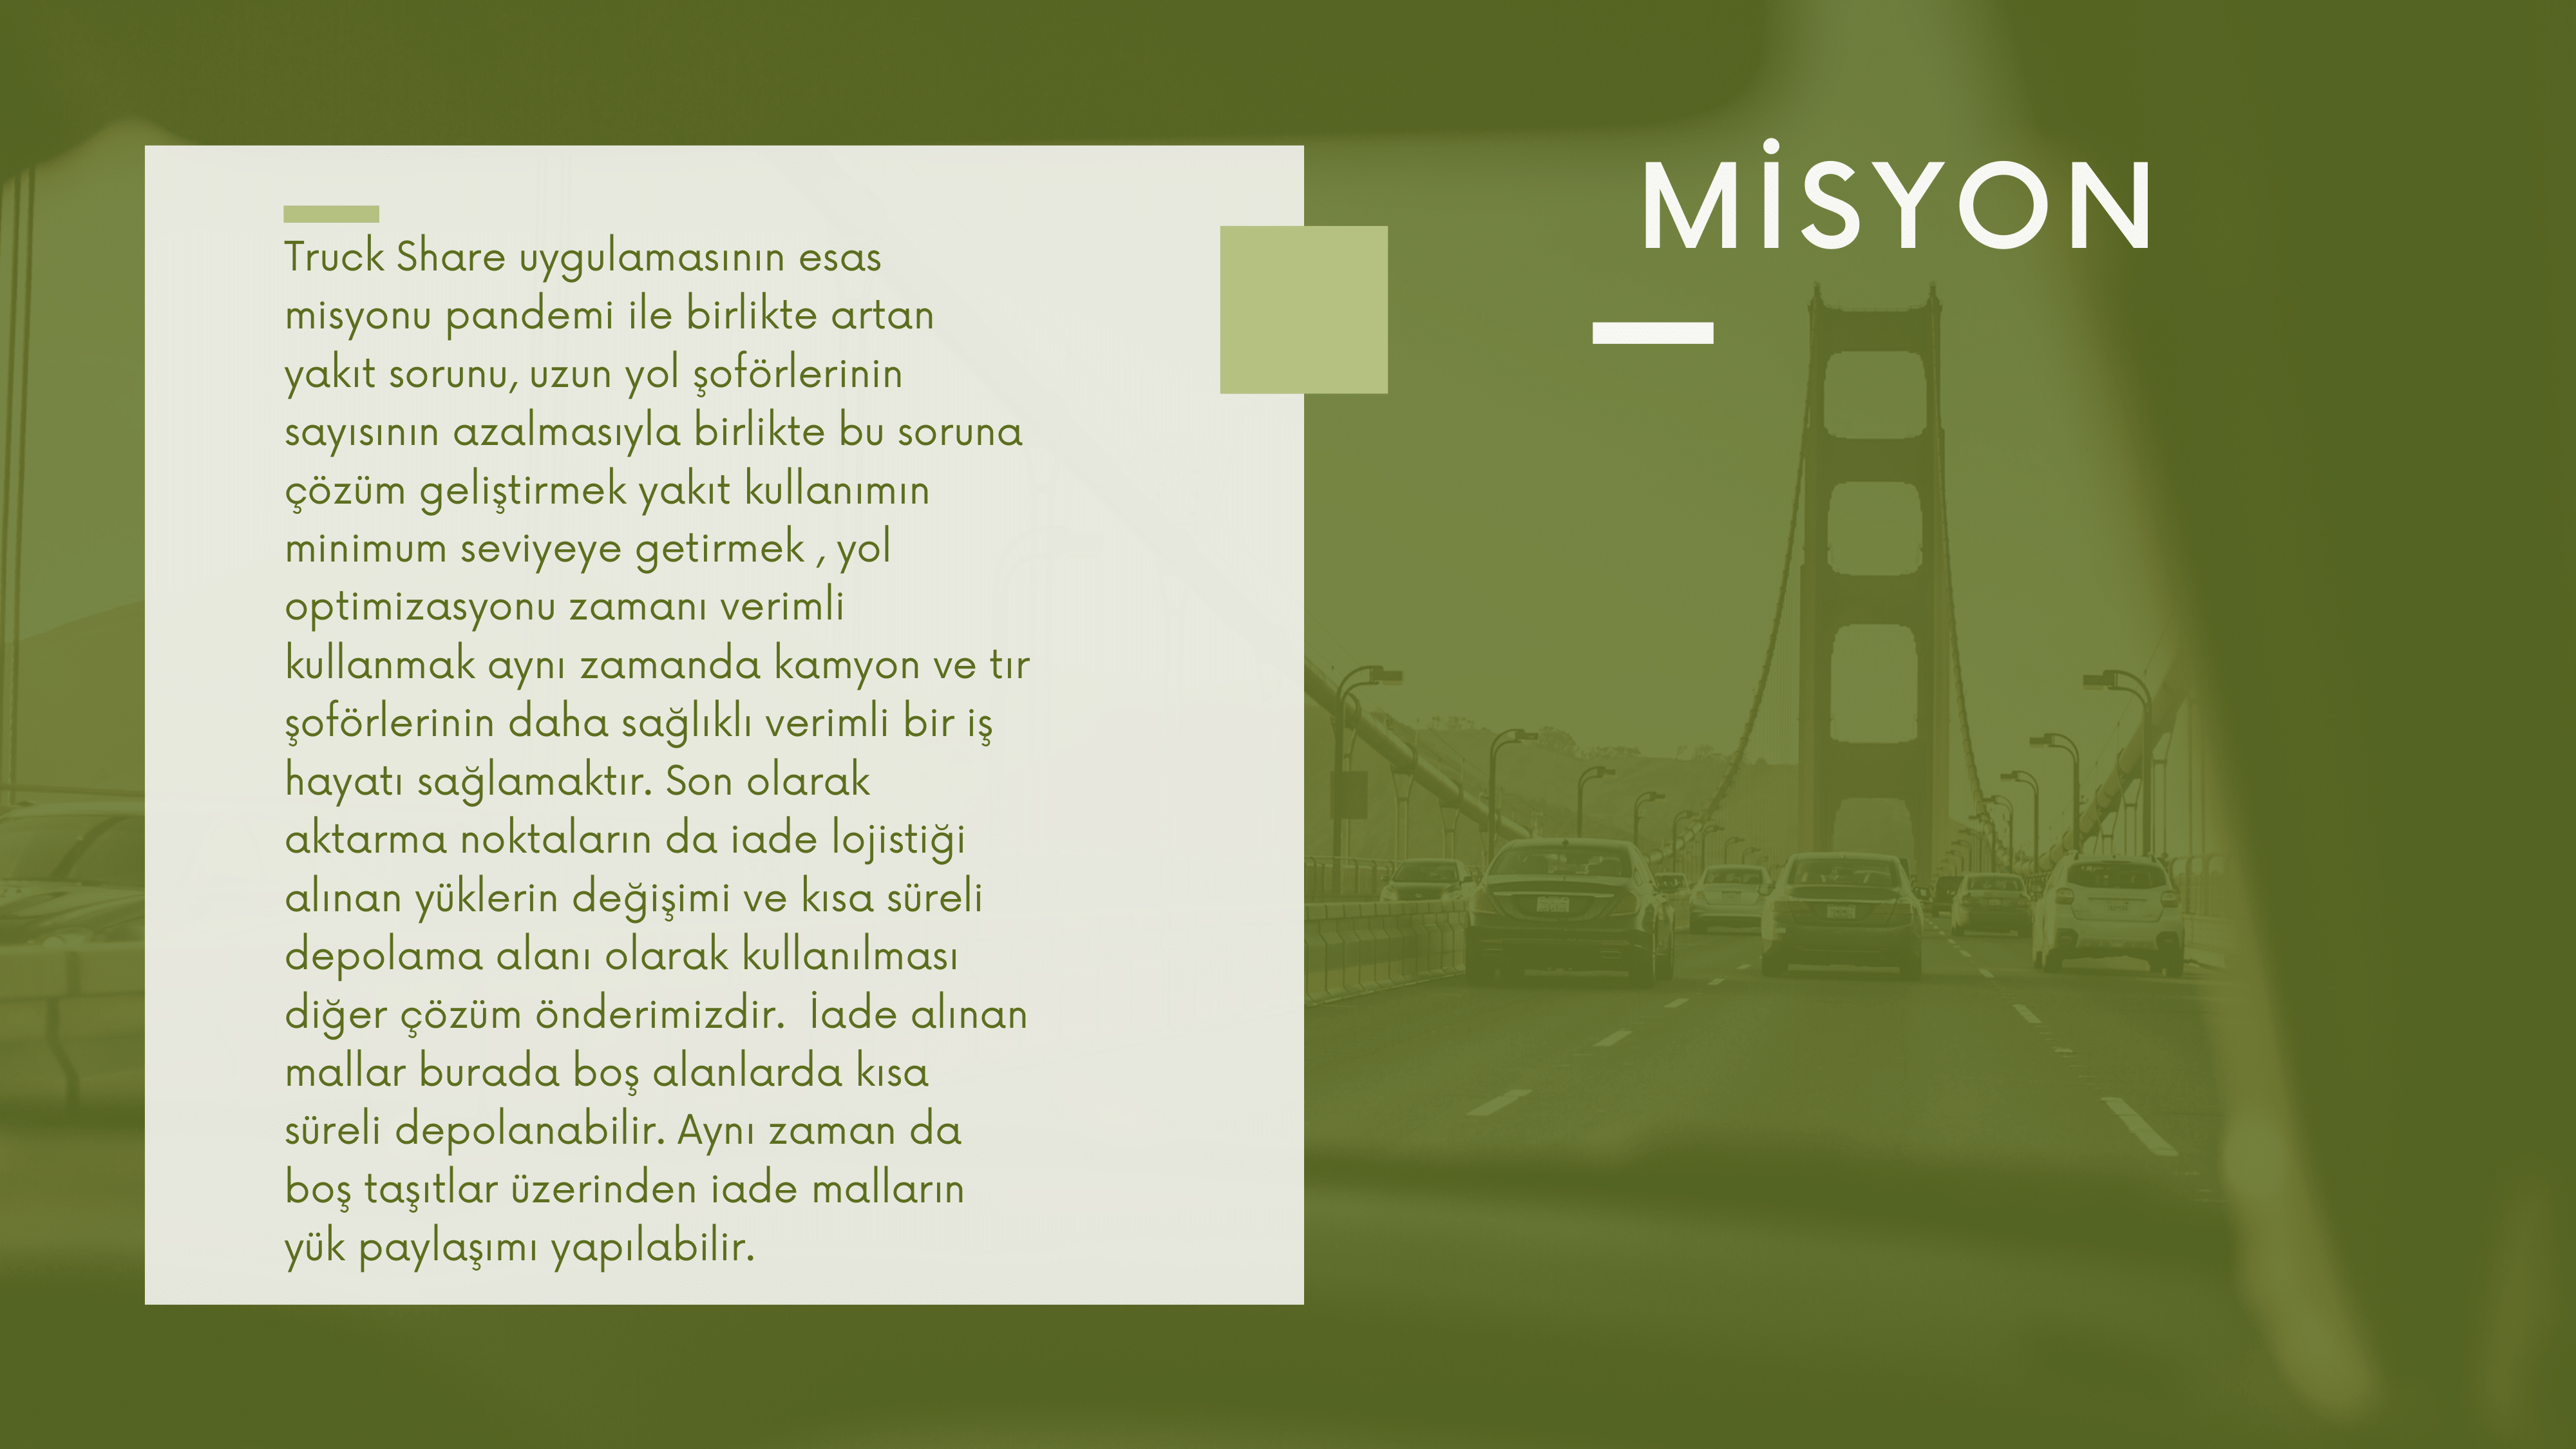 MİSYON
Truck Share uygulamasının esas
misyonu pandemi ile birlikte artan
yakıt sorunu, uzun yol şoförlerinin
sayısının azalmasıyla birlikte bu soruna
çözüm geliştirmek yakıt kullanımın
minimum seviyeye getirmek , yol
optimizasyonu zamanı verimli
kullanmak aynı zamanda kamyon ve tır
şoförlerinin daha sağlıklı verimli bir iş
hayatı sağlamaktır. Son olarak
aktarma noktaların da iade lojistiği
alınan yüklerin değişimi ve kısa süreli
depolama alanı olarak kullanılması
diğer çözüm önderimizdir.  İade alınan
mallar burada boş alanlarda kısa
süreli depolanabilir. Aynı zaman da
boş taşıtlar üzerinden iade malların
yük paylaşımı yapılabilir.